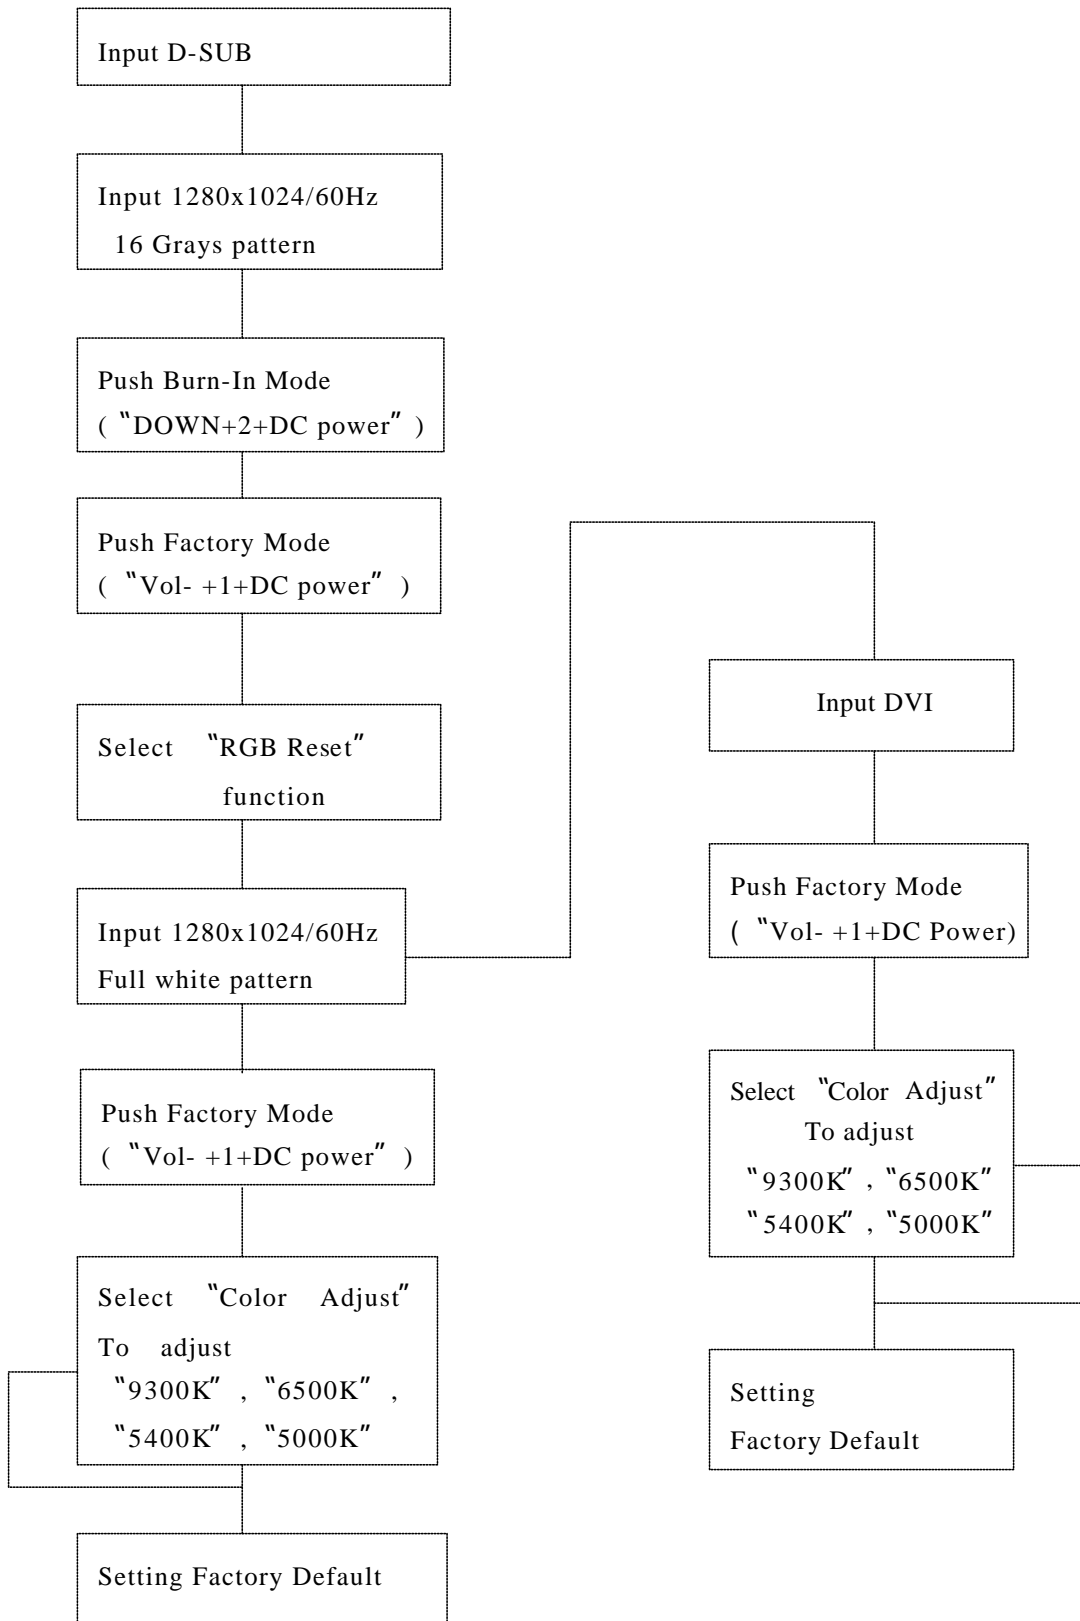 Input D-SUB
Input 1280x1024/60Hz
16 Grays pattern
Push Burn-In Mode
( “DOWN+2+DC power” )
Push Factory Mode
( “Vol- +1+DC power” )
Select “RGB Reset”
function
Input 1280x1024/60Hz
Full white pattern
Push Factory Mode
( “Vol- +1+DC power” )
Select “Color Adjust”
To adjust
“9300K” , “6500K” ,
“5400K” , “5000K”
Setting Factory Default
Input DVI
Push Factory Mode
( “Vol- +1+DC Power)
Select “Color Adjust”
To adjust
“9300K” , “6500K”
“5400K” , “5000K”
Setting
Factory Default